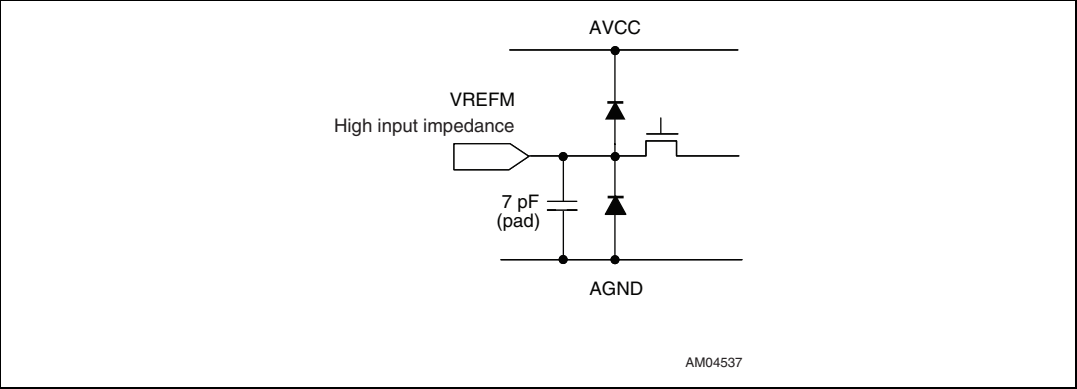 AVCC
VREFM
High input impedance
7 pF
(pad)
AGND
AM04537